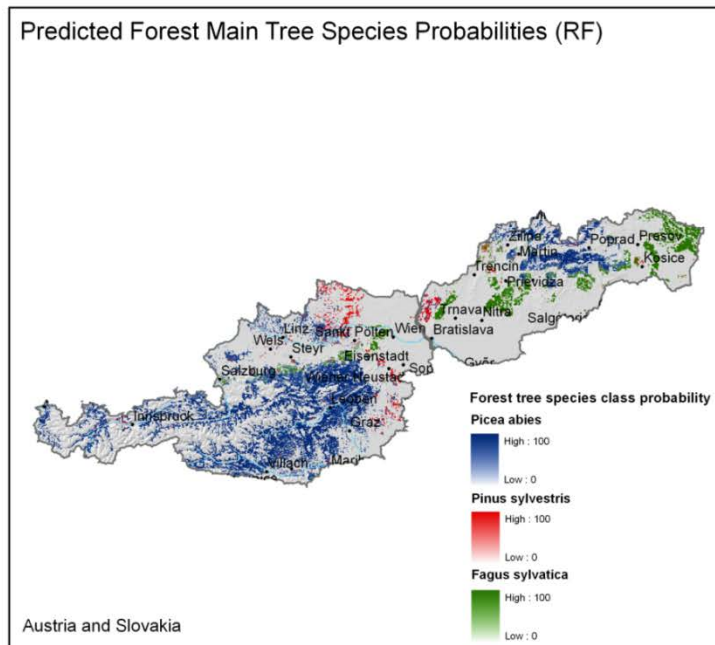 Predicted Forest Main Tree Species Probabilities (RF)
Zilina
Poprad
Presov
Martin
Kosice
Trencin
Prievidza
Trnava
Nitra
Linz
Sankt Pölten
Wien
Bratislava
Wels
Steyr
Eisenstadt
Győr
Salzburg
Sop
Wiener Neustadt
Leoben
Innsbruck
Graz
Villach
Forest tree species class probability
Picea abies
High : 100
Low : 0
Pinus sylvestris
High : 100
Low : 0
Fagus sylvatica
High : 100
Low : 0
Austria and Slovakia